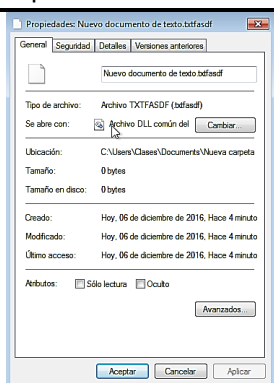 Propiedades: Nuevo documento de texto.txtfasdf
General Seguridad Detalles Versiones anteriores
Nuevo documento de texto.txtfasdf
Tipo de archivo: Archivo TXTFASDF (.txtfasdf)
Se abre con: Archivo DLL común del Cambiar...
Ubicación: C:\Users\Clases\Documents\Nueva carpeta
Tamaño: 0 bytes
Tamaño en disco: 0 bytes
Creado: Hoy, 06 de diciembre de 2016, Hace 4 minuto
Modificado: Hoy, 06 de diciembre de 2016, Hace 4 minuto
Último acceso: Hoy, 06 de diciembre de 2016, Hace 4 minuto
Atributos: Sólo lectura Oculto
Avanzados...
Aceptar Cancelar Aplicar